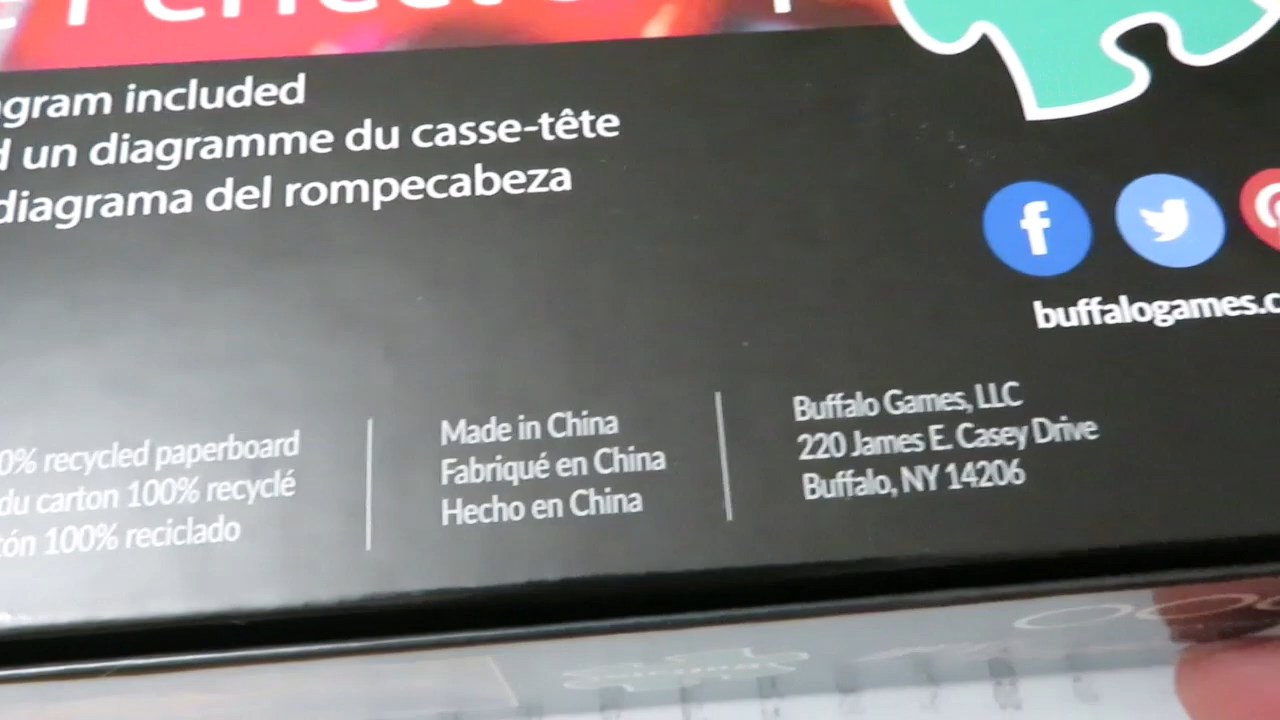 gram included
un diagramme du casse-tête
diagrama del rompecabeza
f
buffalogames.c
0% recycled paperboard
du carton 100% recyclé
tón 100% reciclado
Made in China
Fabriqué en China
Hecho en China
Buffalo Games, LLC
220 James E. Casey Drive
Buffalo, NY 14206